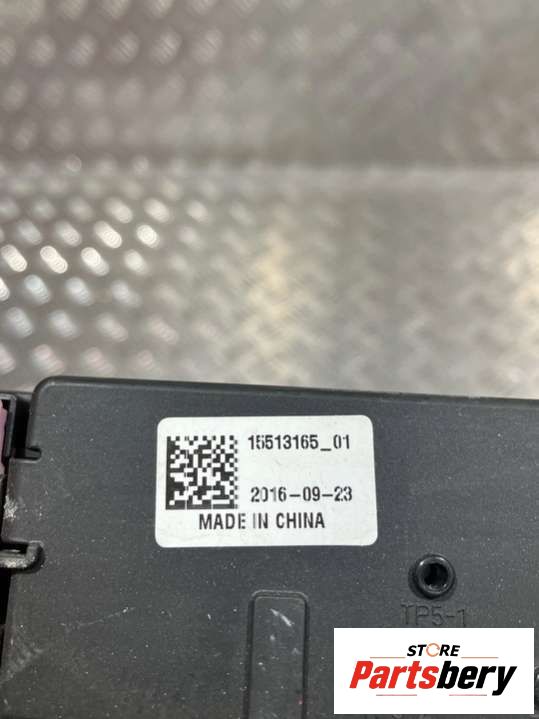 15513165_01
2016-09-23
MADE IN CHINA
TP5-1
STORE
Partsbery